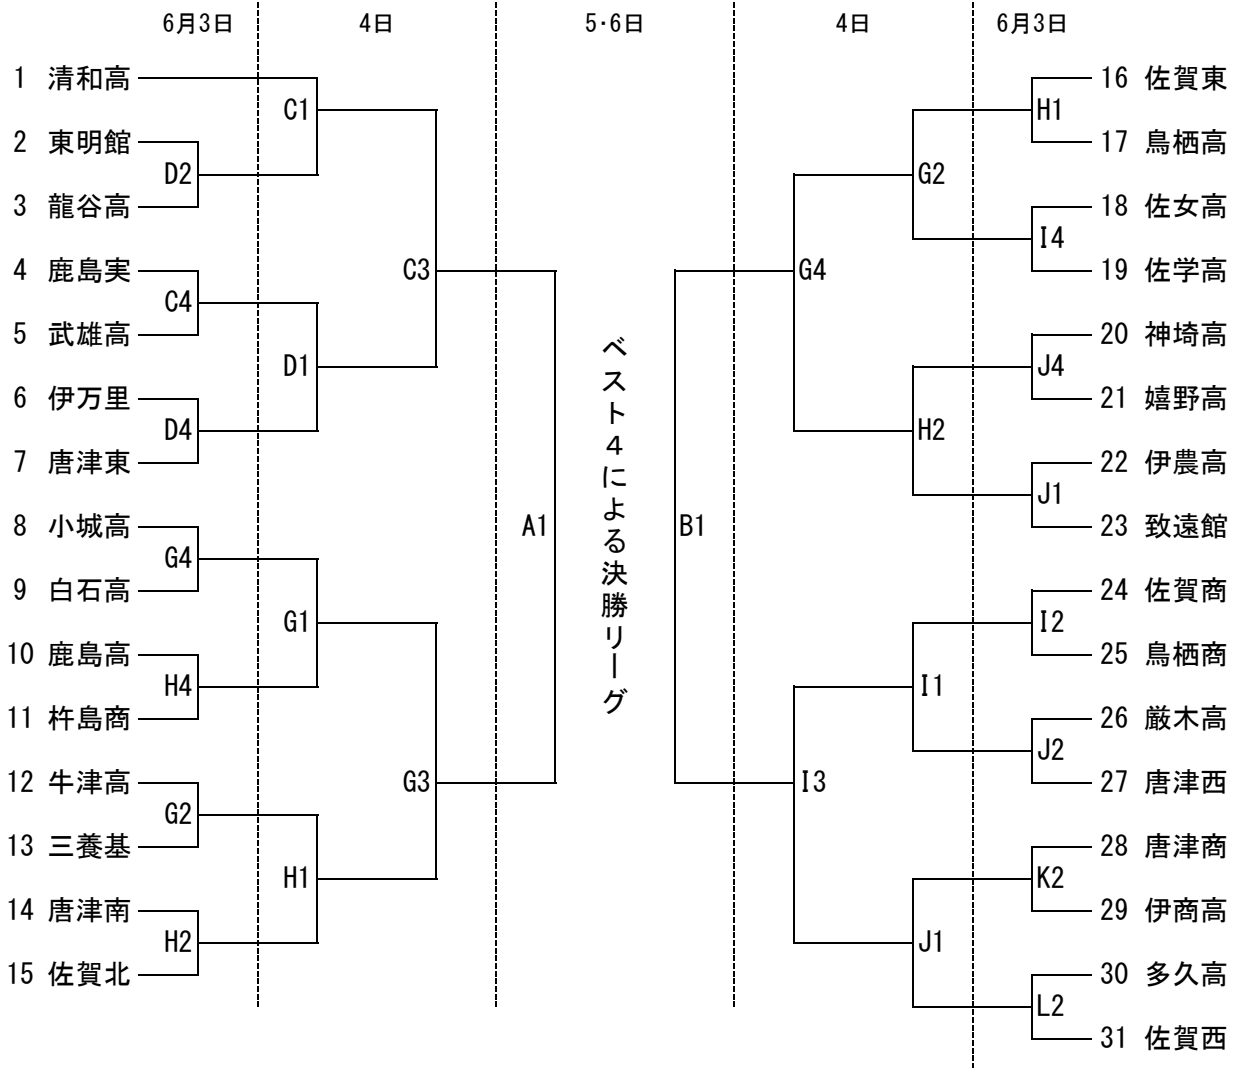 6月3日 4日 5・6日 4日 6月3日
1 清和高
2 東明館
3 龍谷高
4 鹿島実
5 武雄高
6 伊万里
7 唐津東
8 小城高
9 白石高
10 鹿島高
11 杵島商
12 牛津高
13 三養基
14 唐津南
15 佐賀北
D2
C4
D4
G4
H4
G2
H2
C1
D1
G1
H1
C3
G3
A1
ベスト4による決勝リーグ
B1
G4
I3
G2
H2
I1
J1
H1
I4
J4
J1
I2
J2
K2
L2
16 佐賀東
17 鳥栖高
18 佐女高
19 佐学高
20 神埼高
21 嬉野高
22 伊農高
23 致遠館
24 佐賀商
25 鳥栖商
26 厳木高
27 唐津西
28 唐津商
29 伊商高
30 多久高
31 佐賀西